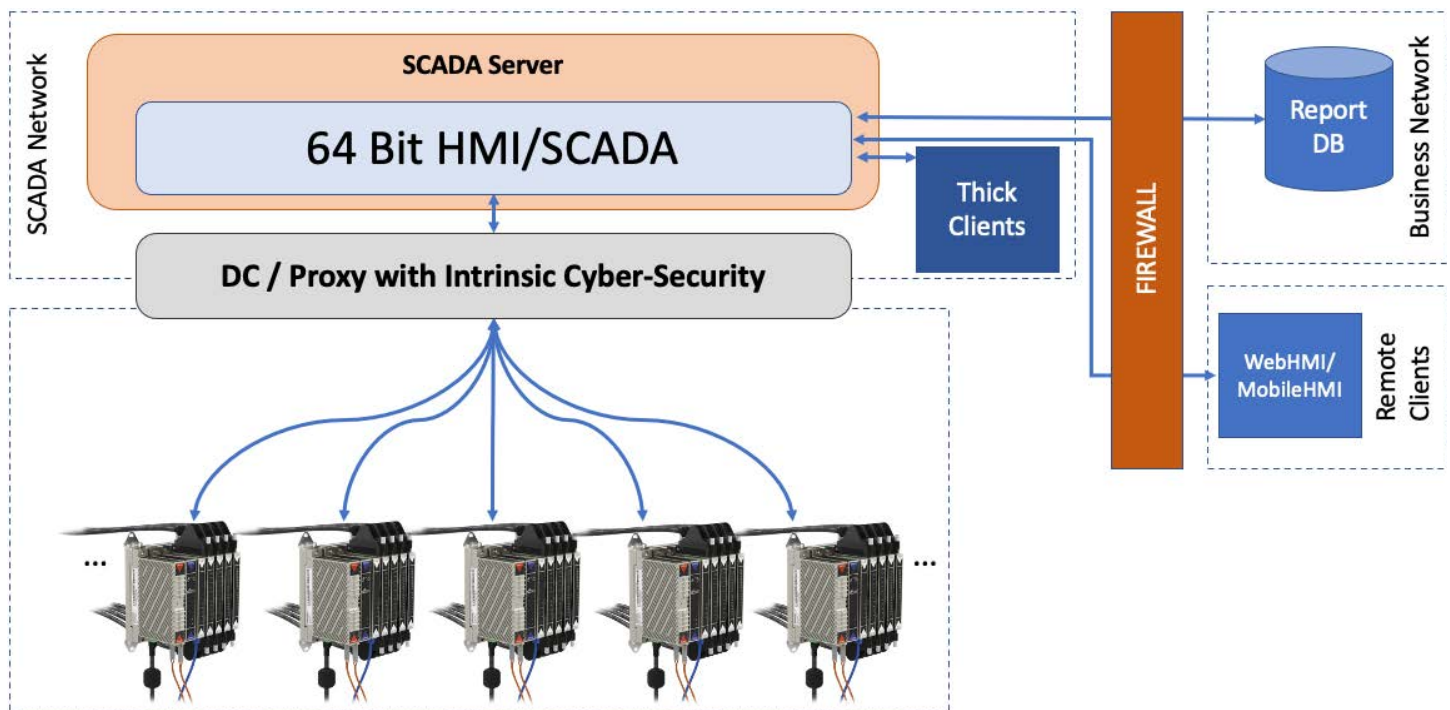 SCADA Network
SCADA Server
64 Bit HMI/SCADA
Thick
Clients
DC / Proxy with Intrinsic Cyber-Security
FIREWALL
Report
DB
Business Network
WebHMI/
MobileHMI
Remote
Clients
...
...